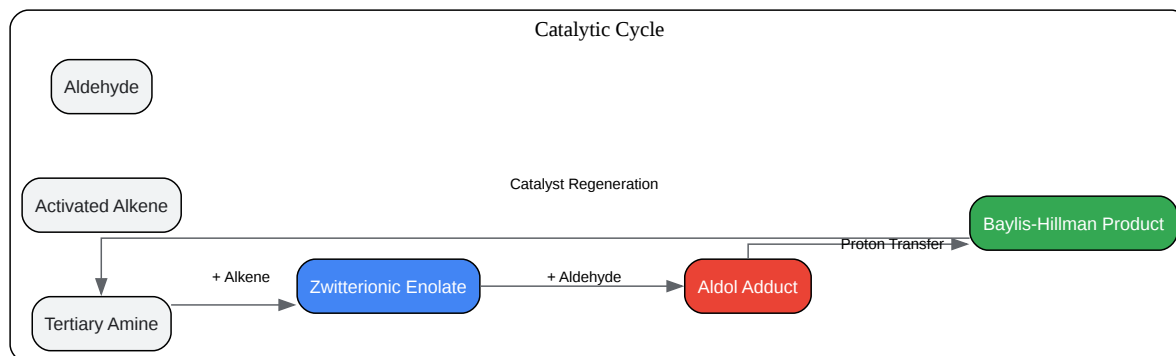 Catalytic Cycle
Aldehyde
Activated Alkene
Catalyst Regeneration
Baylis-Hillman Product
Proton Transfer
+ Alkene
+ Aldehyde
Zwitterionic Enolate
Aldol Adduct
Tertiary Amine